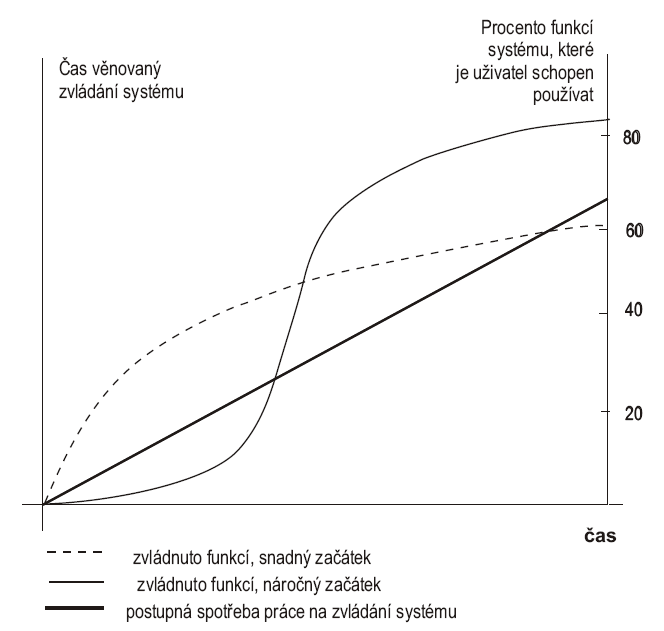 Procento funkcí
systému, které
je uživatel schopen
používat
Čas věnovaný
zvládání systému
80
60
40
20
čas
zvládnuto funkcí, snadný začátek
zvládnuto funkcí, náročný začátek
postupná spotřeba práce na zvládání systému